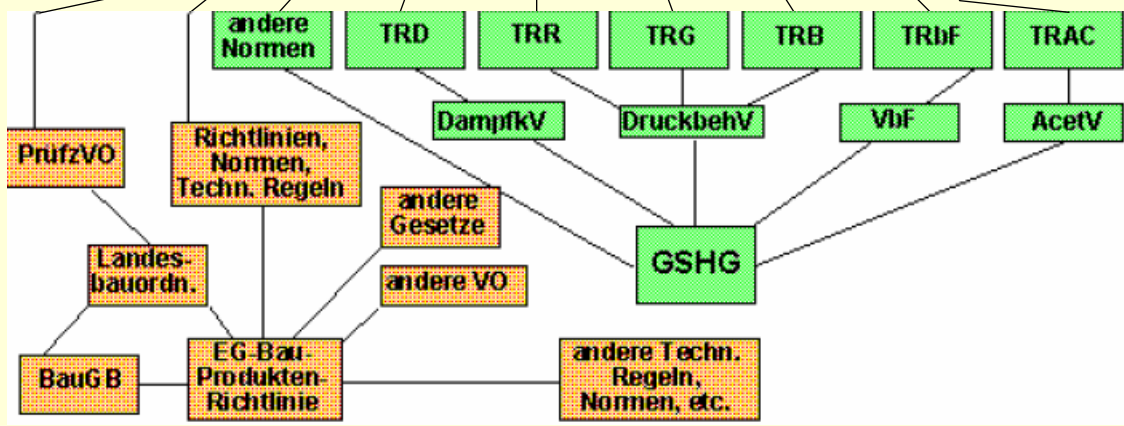 andere
Normen
TRD
TRR
TRG
TRB
TRbF
TRAC
DampfkV
DruckbehV
VbF
AcetV
PrüfzVO
Richtlinien,
Normen,
Techn. Regeln
andere
Gesetze
GSHG
Landes-
bauordn.
andere VO
BauGB
EG-Bau-
Produkten-
Richtlinie
andere Techn.
Regeln,
Normen, etc.